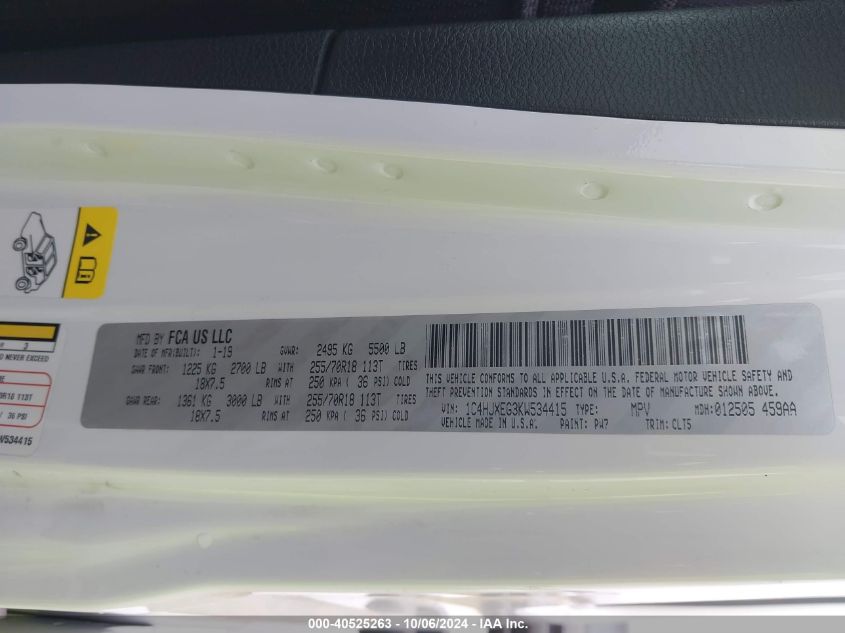 MFD BY FCA US LLC
DATE OF MFR(BUILT): 1-19 GVWR: 2495 KG 5500 LB
GAWR FRONT: 1225 KG 2700 LB WITH 255/70R18 113T TIRES
18X7.5 RIMS AT 250 KPA ( 36 PSI) COLD
GAWR REAR: 1361 KG 3000 LB WITH 255/70R18 113T TIRES
18X7.5 RIMS AT 250 KPA ( 36 PSI) COLD
THIS VEHICLE CONFORMS TO ALL APPLICABLE U.S.A. FEDERAL MOTOR VEHICLE SAFETY AND
THEFT PREVENTION STANDARDS IN EFFECT ON THE DATE OF MANUFACTURE SHOWN ABOVE.
VIN: 1C4HJXEG3KW534415 TYPE: MPV MDH: 012505 459AA
VEHICLE MADE IN U.S.A. PAINT: PW7 TRIM: CLT5
3
D NEVER EXCEED
36 PSI
W534415
000-40525263 - 10/06/2024 - IAA Inc.